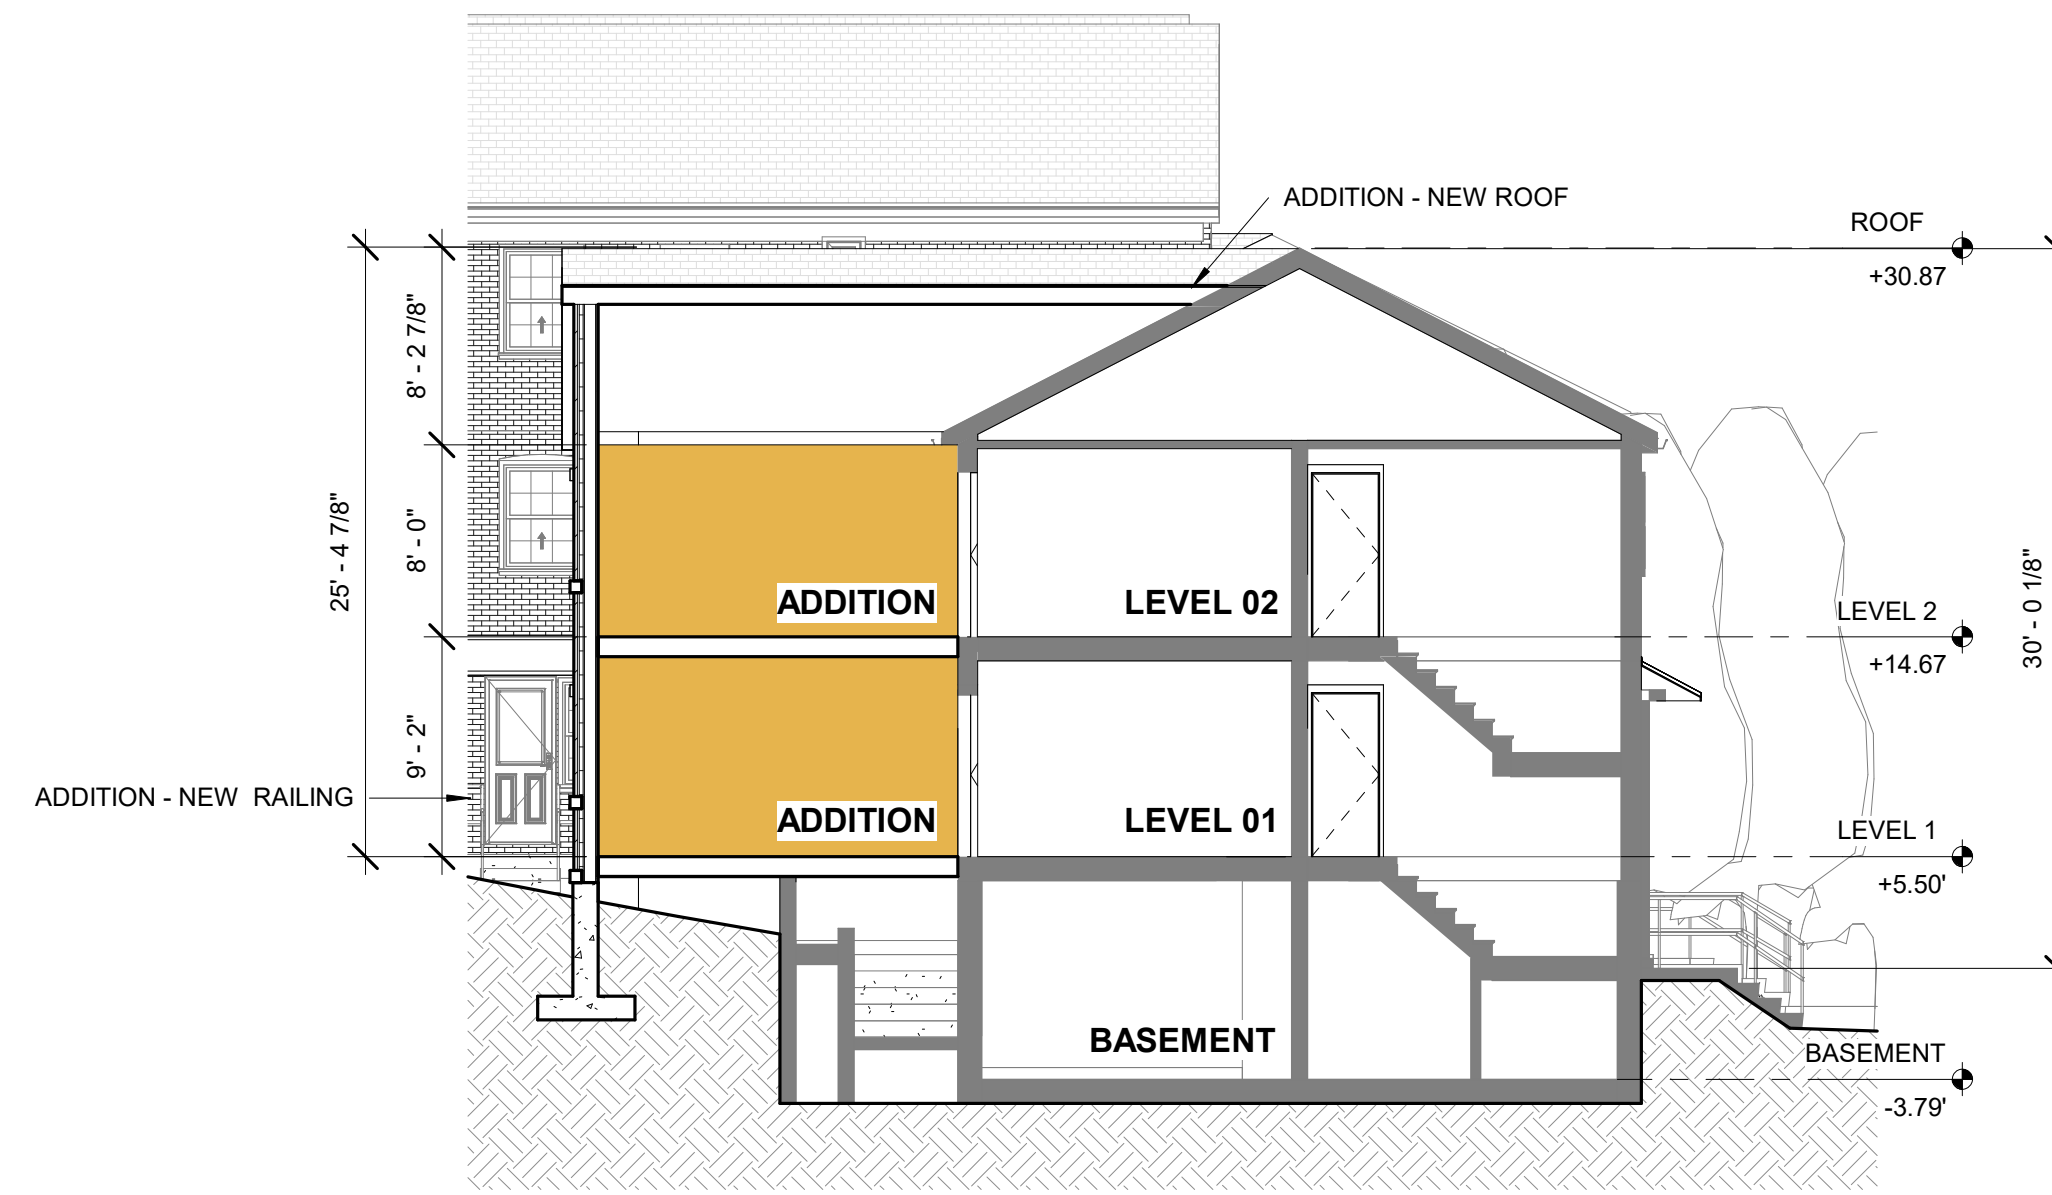 ADDITION - NEW ROOF
ROOF
+30.87
8' - 2 7/8"
25' - 4 7/8"
8' - 0"
30' - 0 1/8"
ADDITION
LEVEL 02
LEVEL 2
+14.67
9' - 2"
ADDITION - NEW RAILING
ADDITION
LEVEL 01
LEVEL 1
+5.50'
BASEMENT
BASEMENT
-3.79'